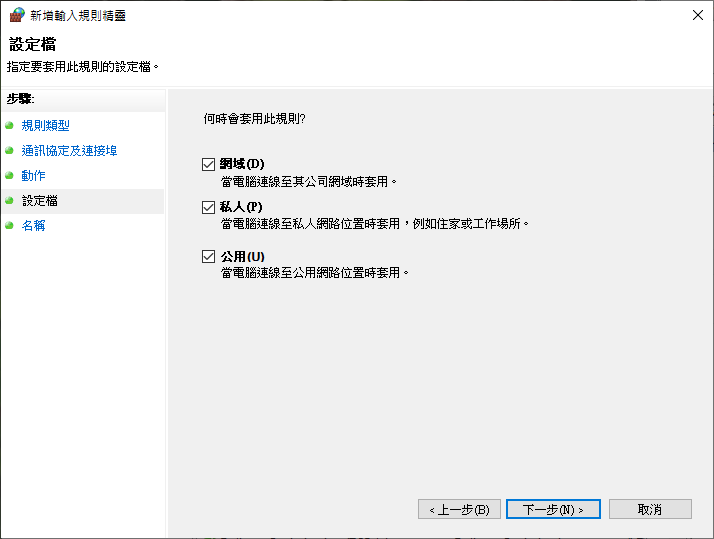 新增輸入規則精靈
設定檔
指定要套用此規則的設定檔。
步驟:
規則類型
通訊協定及連接埠
動作
設定檔
名稱
何時會套用此規則?
網域(D)
當電腦連線至其公司網域時套用。
私人(P)
當電腦連線至私人網路位置時套用，例如住家或工作場所。
公用(U)
當電腦連線至公用網路位置時套用。
< 上一步(B) 下一步(N) > 取消